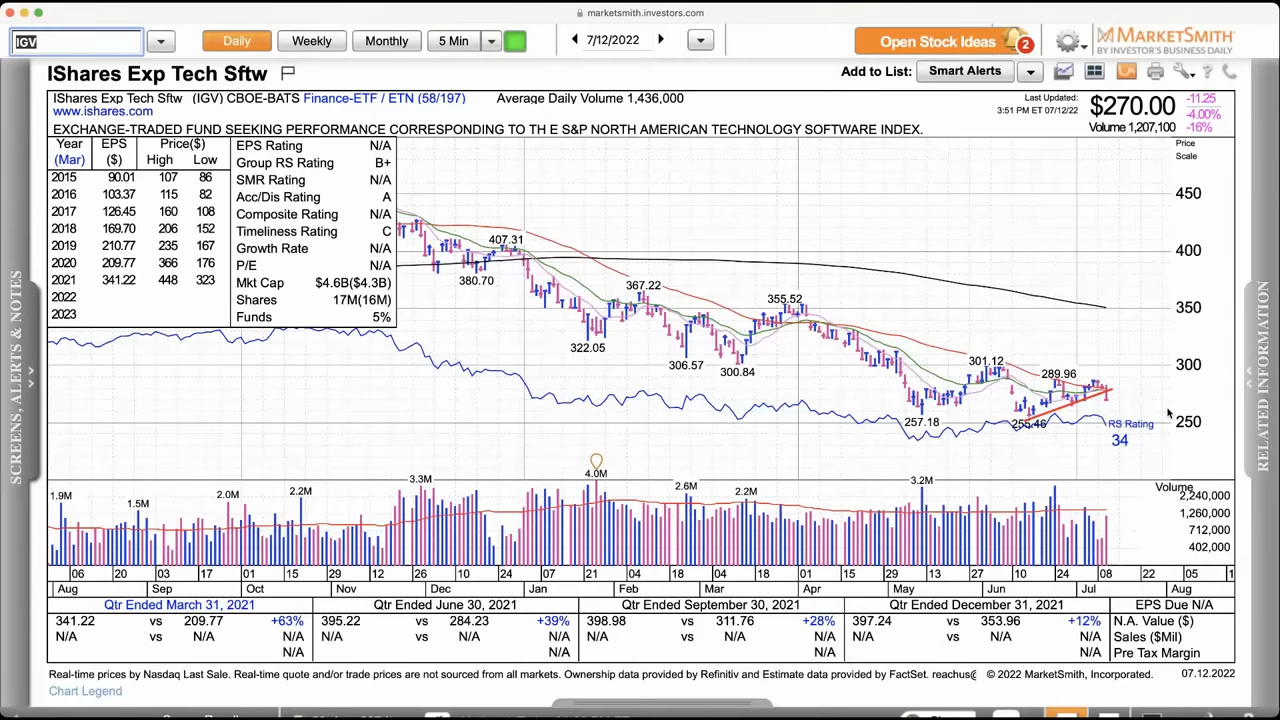 marketsmith.investors.com
IGV Daily Weekly Monthly 5 Min 7/12/2022 Open Stock Ideas 2 MARKETSMITH
BY INVESTOR'S BUSINESS DAILY
IShares Exp Tech Sftw Add to List: Smart Alerts
IShares Exp Tech Sftw (IGV) CBOE-BATS Finance-ETF / ETN (58/197) Average Daily Volume 1,436,000
www.ishares.com
Last Updated:
3:51 PM ET 07/12/22
$270.00 -11.25
-4.00%
Volume 1,207,100 -16%
EXCHANGE-TRADED FUND SEEKING PERFORMANCE CORRESPONDING TO TH E S&P NORTH AMERICAN TECHNOLOGY SOFTWARE INDEX.
Year EPS Price($)
(Mar) ($) High Low
2015 90.01 107 86
2016 103.37 115 82
2017 126.45 160 108
2018 169.70 206 152
2019 210.77 235 167
2020 209.77 366 176
2021 341.22 448 323
2022
2023
EPS Rating N/A
Group RS Rating B+
SMR Rating N/A
Acc/Dis Rating A
Composite Rating N/A
Timeliness Rating C
Growth Rate N/A
P/E N/A
Mkt Cap $4.6B($4.3B)
Shares 17M(16M)
Funds 5%
Price
Scale
450
400
350
300
250
407.31
380.70
367.22
355.52
322.05
306.57
300.84
301.12
289.96
257.18
255.46
RS Rating
34
SCREENS, ALERTS & NOTES
RELATED INFORMATION
1.9M 1.5M 2.0M 2.2M 3.3M 4.0M 2.6M 2.2M 3.2M
Volume
2,240,000
1,260,000
712,000
402,000
06 20 03 17 01 15 29 12 10 24 07 21 04 18 04 18 01 15 29 13 27 10 24 08 22 05 1
Aug Sep Oct Nov Dec Jan Feb Mar Apr May Jun Jul Aug
Qtr Ended March 31, 2021 Qtr Ended June 30, 2021 Qtr Ended September 30, 2021 Qtr Ended December 31, 2021 EPS Due N/A
341.22 vs 209.77 +63% 395.22 vs 284.23 +39% 398.98 vs 311.76 +28% 397.24 vs 353.96 +12% N.A. Value ($)
N/A vs N/A N/A N/A vs N/A N/A N/A vs N/A N/A N/A vs N/A N/A Sales ($Mil)
N/A N/A N/A N/A Pre Tax Margin
Real-time prices by Nasdaq Last Sale. Real-time quote and/or trade prices are not sourced from all markets. Ownership data provided by Refinitiv and Estimate data provided by FactSet. reachus@ © 2022 MarketSmith, Incorporated. 07.12.2022
Chart Legend